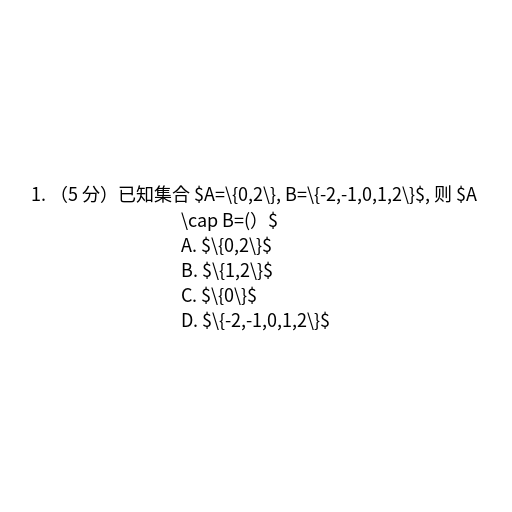 1. （5 分）已知集合 $A=\{0,2\}, B=\{-2,-1,0,1,2\}$, 则 $A
\cap B=(）$
A. $\{0,2\}$
B. $\{1,2\}$
C. $\{0\}$
D. $\{-2,-1,0,1,2\}$